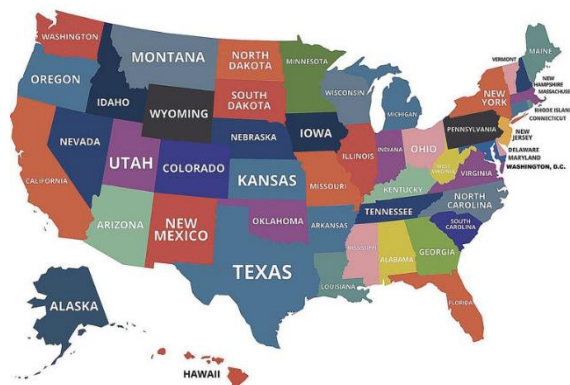 WASHINGTON
OREGON
CALIFORNIA
NEVADA
IDAHO
MONTANA
WYOMING
UTAH
COLORADO
ARIZONA
NEW
MEXICO
NORTH
DAKOTA
SOUTH
DAKOTA
NEBRASKA
KANSAS
OKLAHOMA
TEXAS
MINNESOTA
IOWA
MISSOURI
ARKANSAS
LOUISIANA
WISCONSIN
ILLINOIS
MICHIGAN
INDIANA
OHIO
KENTUCKY
TENNESSEE
MISSISSIPPI
ALABAMA
GEORGIA
FLORIDA
SOUTH
CAROLINA
NORTH
CAROLINA
VIRGINIA
WEST
VIRGINIA
PENNSYLVANIA
NEW
YORK
VERMONT
MAINE
NEW
HAMPSHIRE
MASSACHUSE
RHODE ISLAN
CONNECTICUT
NEW
JERSEY
DELAWARE
MARYLAND
WASHINGTON, D.C.
ALASKA
HAWAII